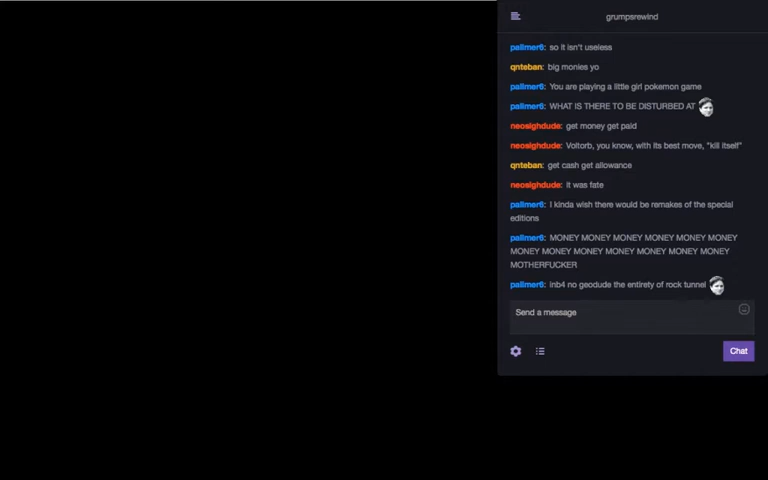 grumpsrewind
pallmer6: so it isn't useless
qnteban: big monies yo
pallmer6: You are playing a little girl pokemon game
pallmer6: WHAT IS THERE TO BE DISTURBED AT
neosighdude: get money get paid
neosighdude: Voltorb, you know, with its best move, "kill itself"
qnteban: get cash get allowance
neosighdude: it was fate
pallmer6: I kinda wish there would be remakes of the special
editions
pallmer6: MONEY MONEY MONEY MONEY MONEY MONEY
MONEY MONEY MONEY MONEY MONEY MONEY MONEY
MOTHERFUCKER
pallmer6: inb4 no geodude the entirety of rock tunnel
Send a message
Chat